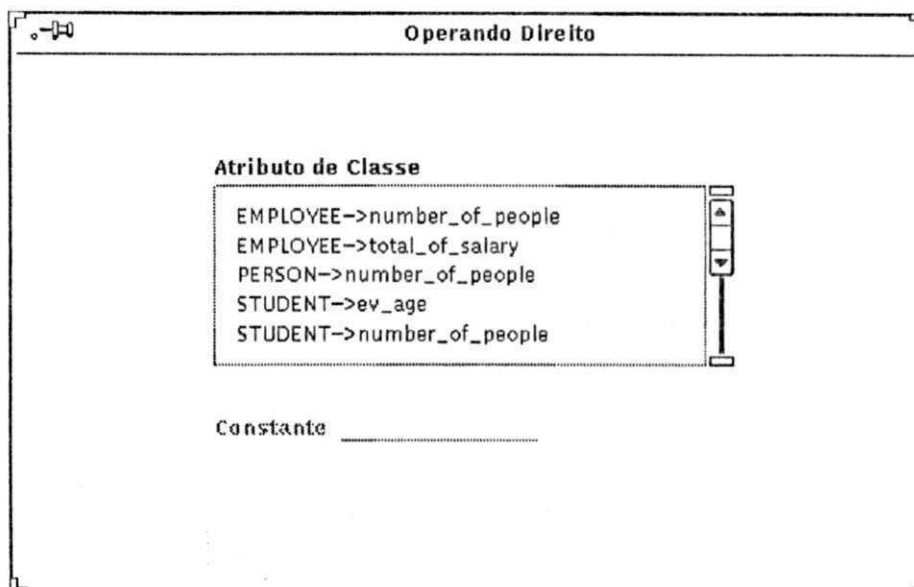 Operando Direito
Atributo de Classe
EMPLOYEE->number_of_people
EMPLOYEE->total_of_salary
PERSON->number_of_people
STUDENT->ev_age
STUDENT->number_of_people
Constante